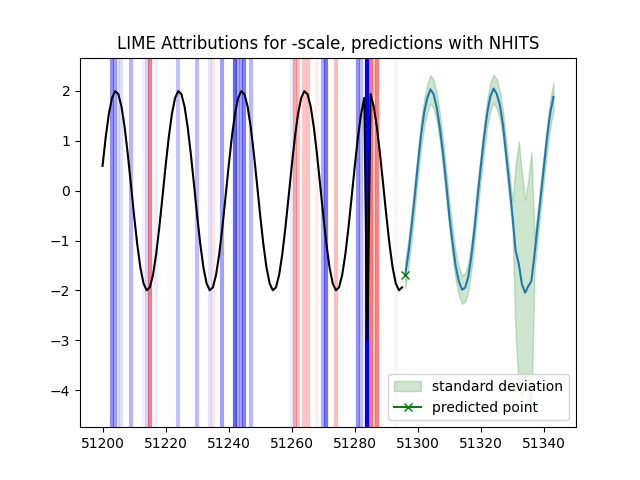 LIME Attributions for -scale, predictions with NHITS
2
1
0
−1
−2
−3
−4
standard deviation
predicted point
51200 51220 51240 51260 51280 51300 51320 51340